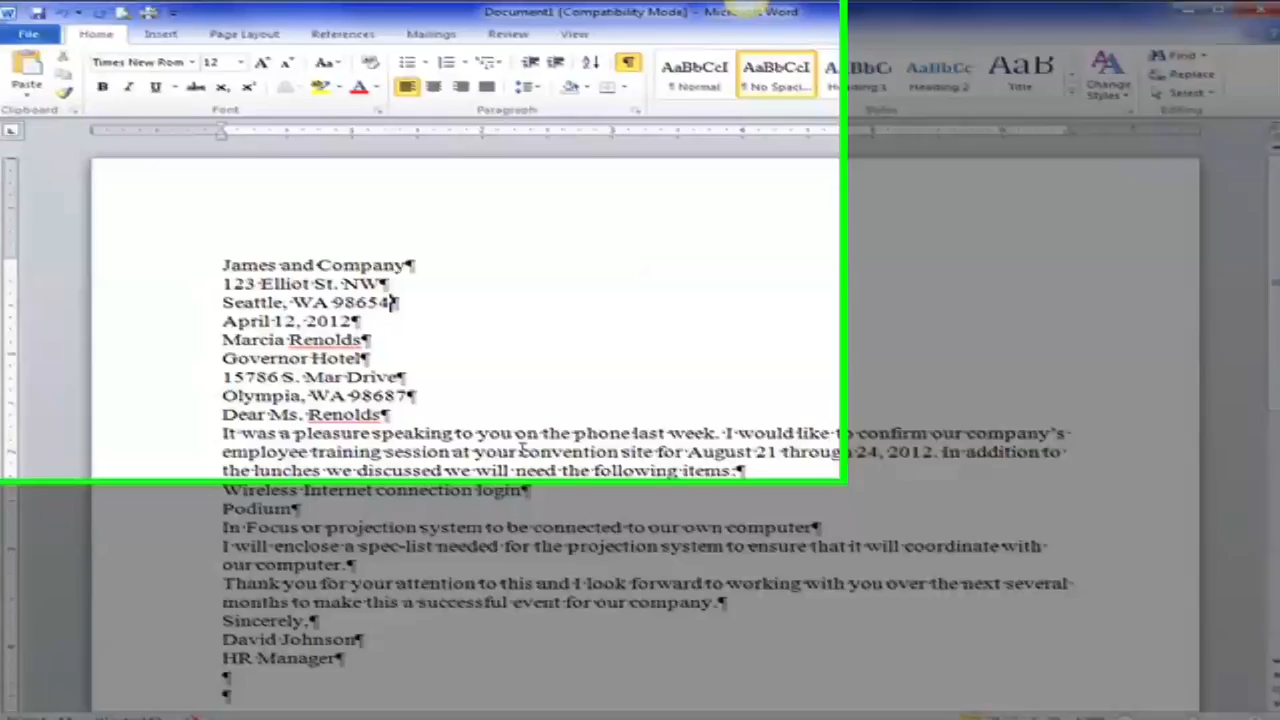 Document1 [Compatibility Mode] - Microsoft Word
File Home Insert Page Layout References Mailings Review View
Times New Rom 12 Aa AaBbCcI AaBbCcI AaBbCc AaBbCc AaB Find
Paste Replace
B I U abc x₂ x² A ¶ Normal ¶ No Spaci... Heading 1 Heading 2 Title Change Styles Select
Clipboard Font Paragraph Styles Editing
James and Company¶
123 Elliot St. NW¶
Seattle, WA 98654¶
April 12, 2012¶
Marcia Renolds¶
Governor Hotel¶
15786 S. Mar Drive¶
Olympia, WA 98687¶
Dear Ms. Renolds¶
It was a pleasure speaking to you on the phone last week. I would like to confirm our company's
employee training session at your convention site for August 21 through 24, 2012. In addition to
the lunches we discussed we will need the following items:¶
Wireless Internet connection login¶
Podium¶
In Focus or projection system to be connected to our own computer¶
I will enclose a spec-list needed for the projection system to ensure that it will coordinate with
our computer.¶
Thank you for your attention to this and I look forward to working with you over the next several
months to make this a successful event for our company.¶
Sincerely,¶
David Johnson¶
HR Manager¶
¶
¶